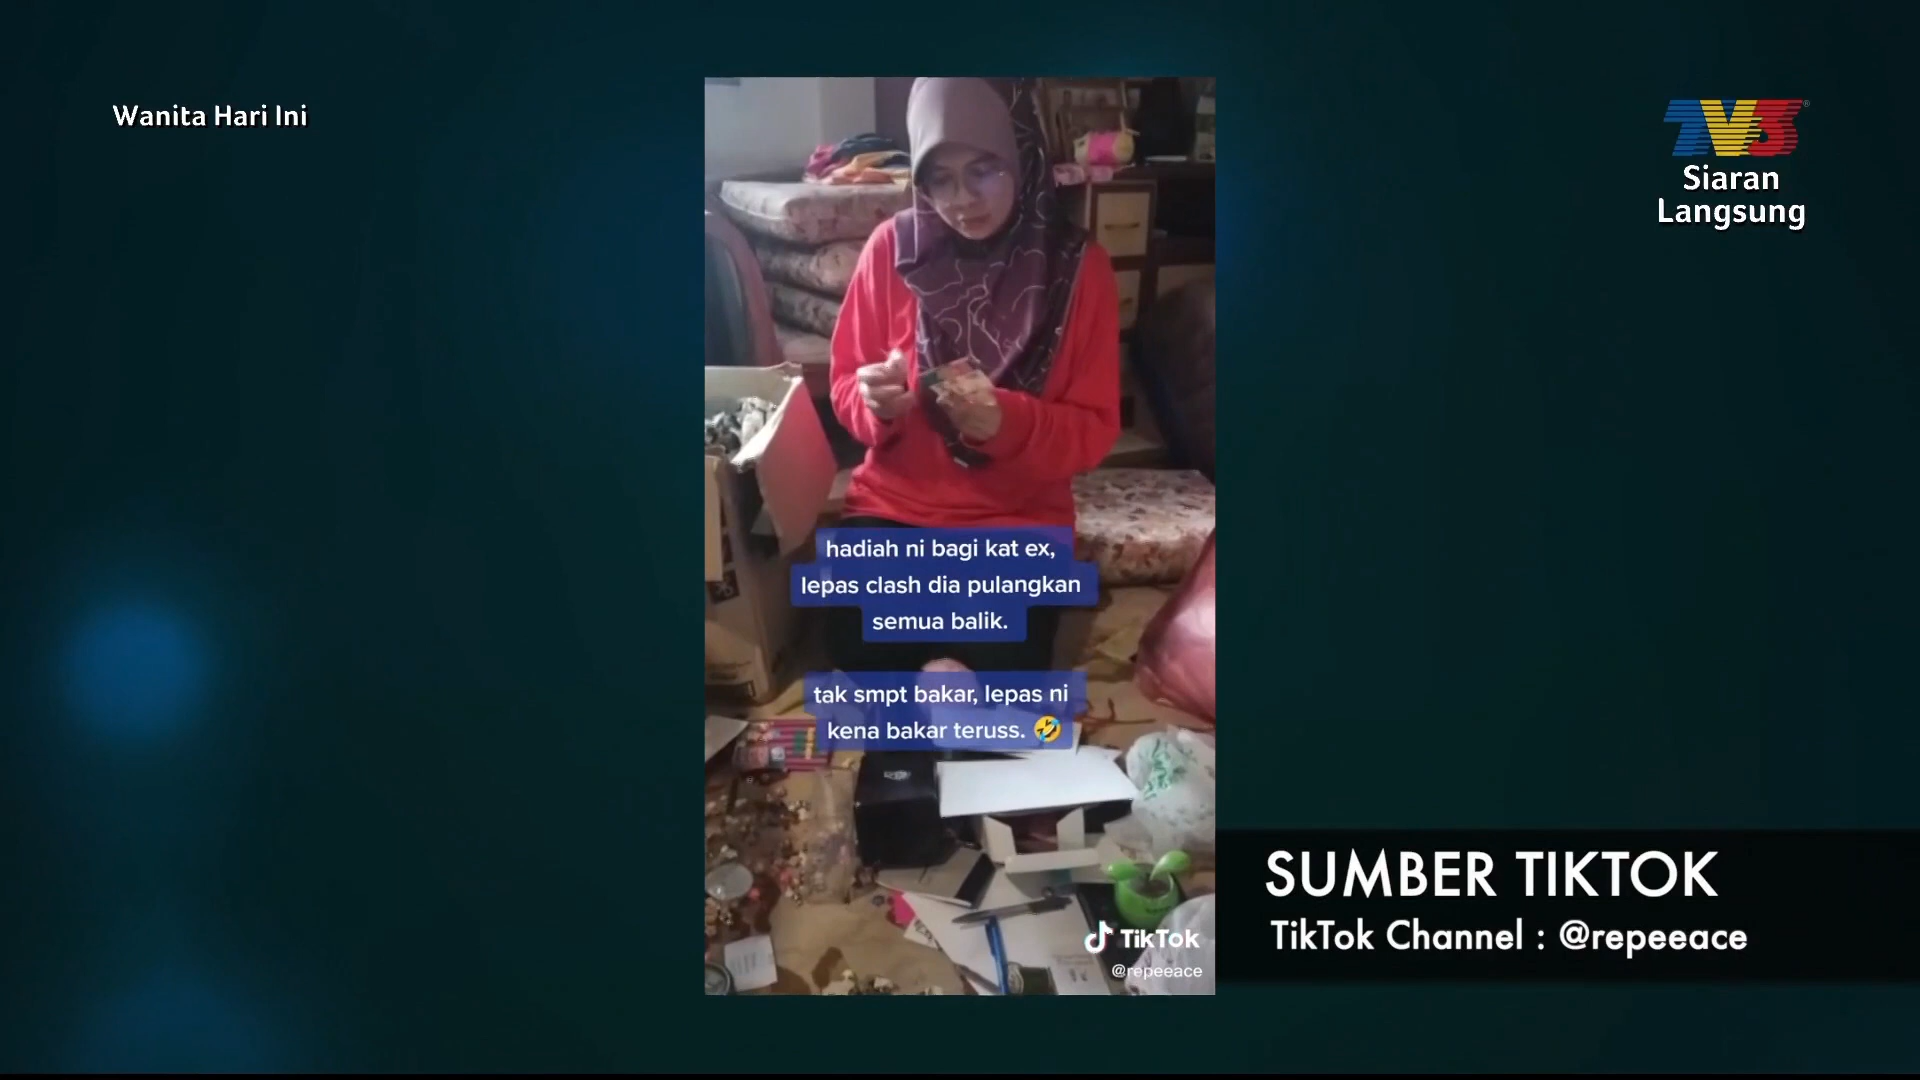 Wanita Hari Ini
TV3
Siaran
Langsung
hadiah ni bagi kat ex,
lepas clash dia pulangkan
semua balik.
tak smpt bakar, lepas ni
kena bakar teruss. 🤣
TikTok
@repeeace
SUMBER TIKTOK
TikTok Channel : @repeeace